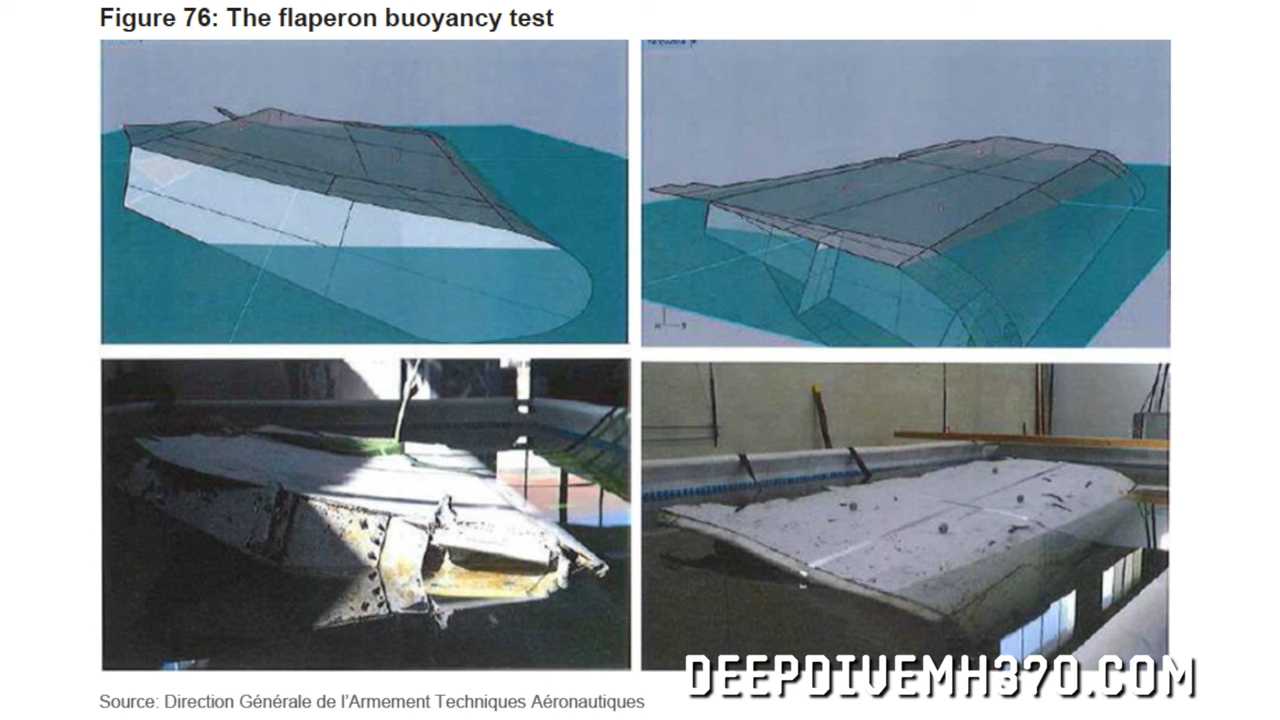 Figure 76: The flaperon buoyancy test
Source: Direction Générale de l'Armement Techniques Aéronautiques
DEEPDIVEMH370.COM